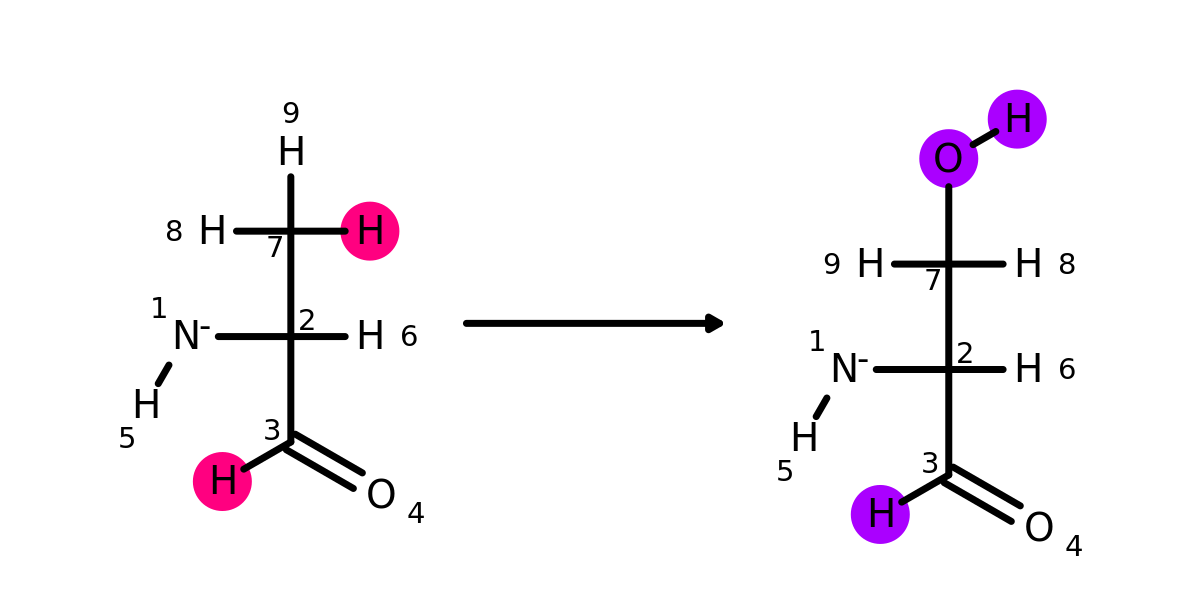 9
H H
O
8 H H
7 9 H H 8
7
1 2
N- H 6 1 2
N- H 6
H
5 H
3 5 3
H H
O 4 O 4